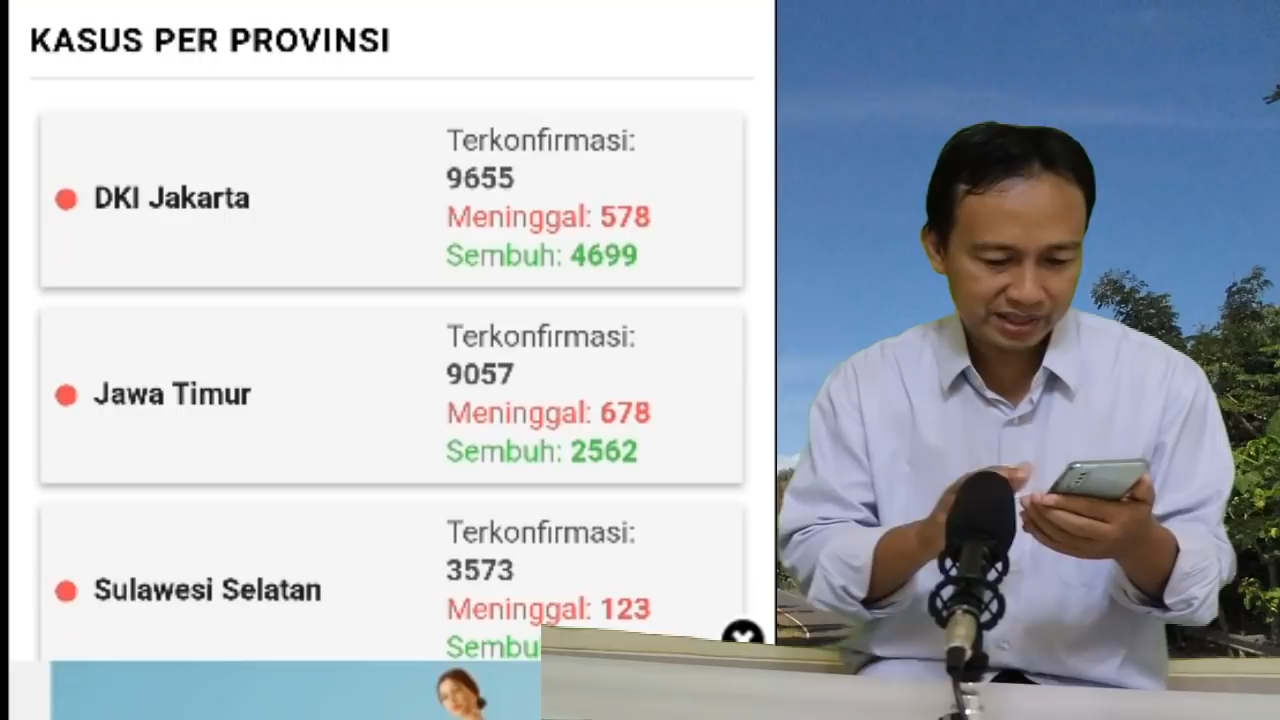 KASUS PER PROVINSI
DKI Jakarta
Terkonfirmasi:
9655
Meninggal: 578
Sembuh: 4699
Jawa Timur
Terkonfirmasi:
9057
Meninggal: 678
Sembuh: 2562
Sulawesi Selatan
Terkonfirmasi:
3573
Meninggal: 123
Sembu